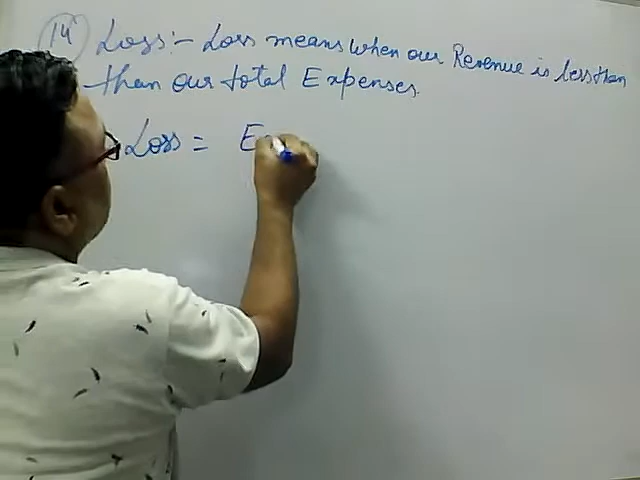 14 Loss:- Loss means when our Revenue is less than
than our total Expenses.
Loss = E